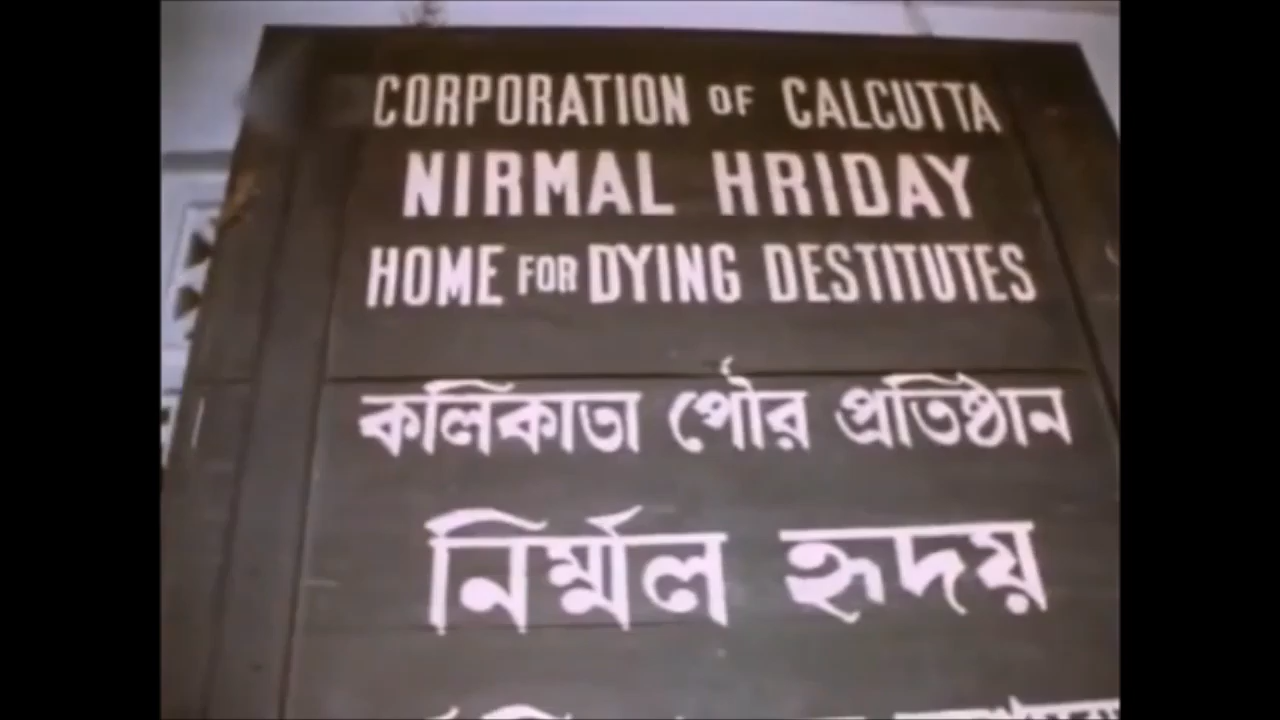 CORPORATION OF CALCUTTA
NIRMAL HRIDAY
HOME FOR DYING DESTITUTES
কলিকাতা পৌর প্রতিষ্ঠান
নির্ম্মল হৃদয়